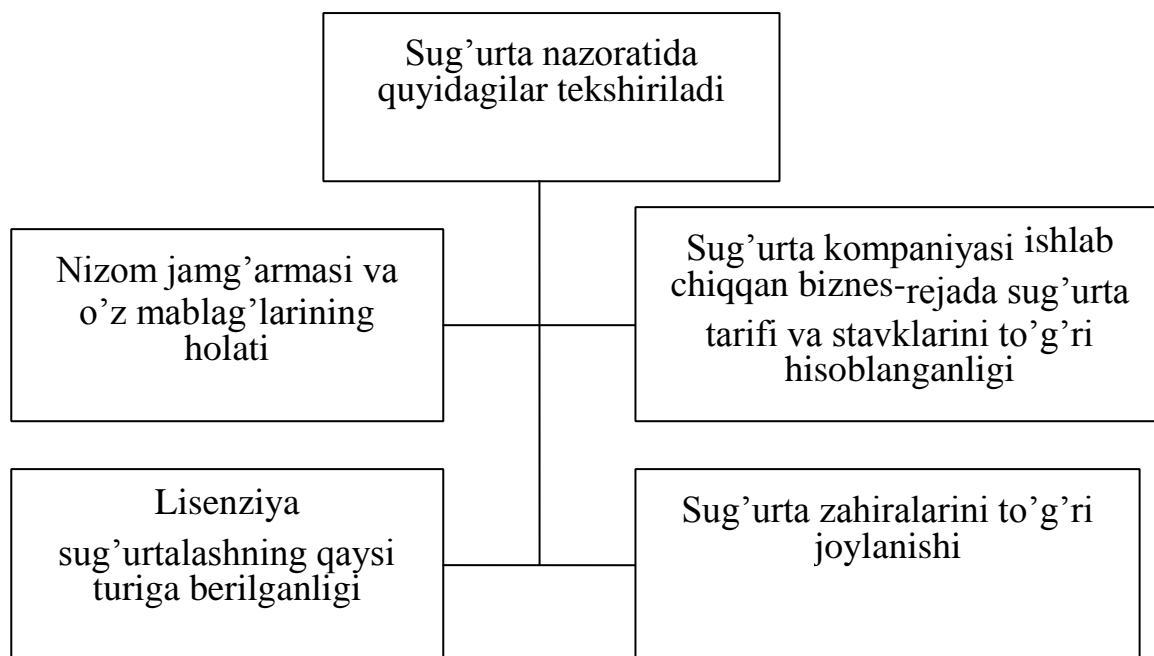 Sug’urta nazoratida
quyidagilar tekshiriladi
Nizom jamg’armasi va
o’z mablag’larining
holati
Sug’urta kompaniyasi ishlab
chiqqan biznes-rejada sug’urta
tarifi va stavklarini to’g’ri
hisoblanganligi
Lisenziya
sug’urtalashning qaysi
turiga berilganligi
Sug’urta zahiralarini to’g’ri
joylanishi